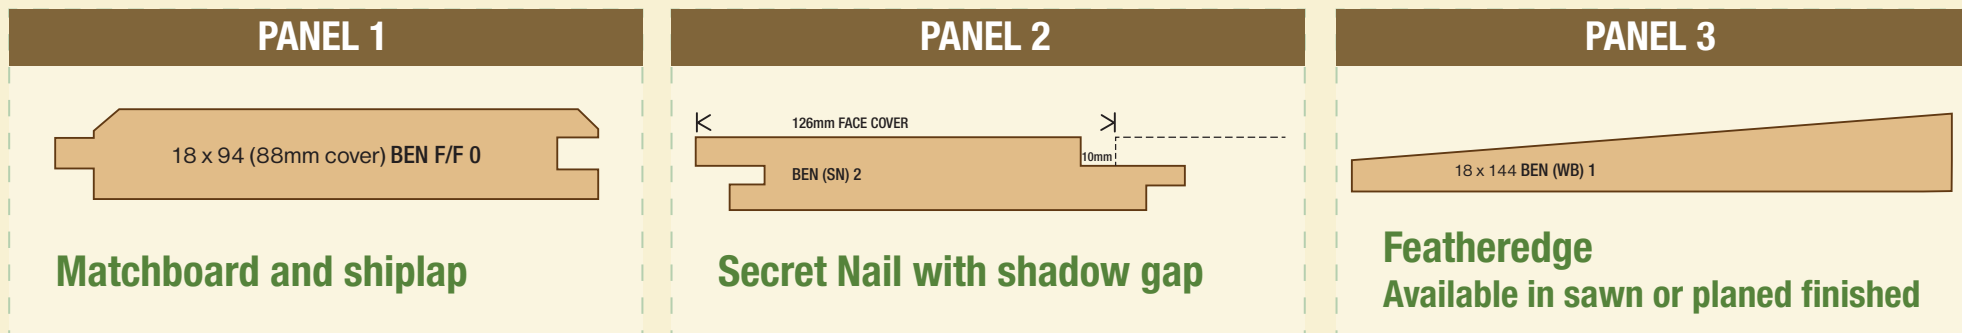 PANEL 1
18 x 94 (88mm cover) BEN F/F 0
Matchboard and shiplap
PANEL 2
126mm FACE COVER
10mm
BEN (SN) 2
Secret Nail with shadow gap
PANEL 3
18 x 144 BEN (WB) 1
Featheredge
Available in sawn or planed finished